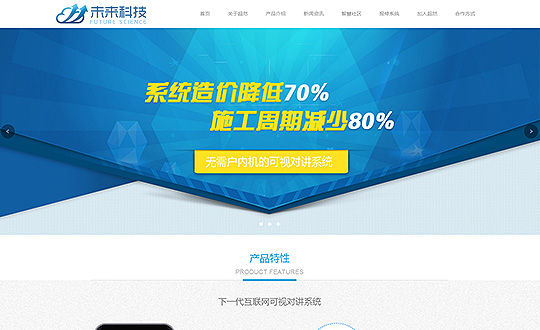 未来科技
FUTURE SCIENCE
首页 关于超然 产品介绍 新闻资讯 智慧社区 报修系统 加入超然 合作方式
系统造价降低70%
施工周期减少80%
无需户内机的可视对讲系统
产品特性
PRODUCT FEATURES
下一代互联网可视对讲系统